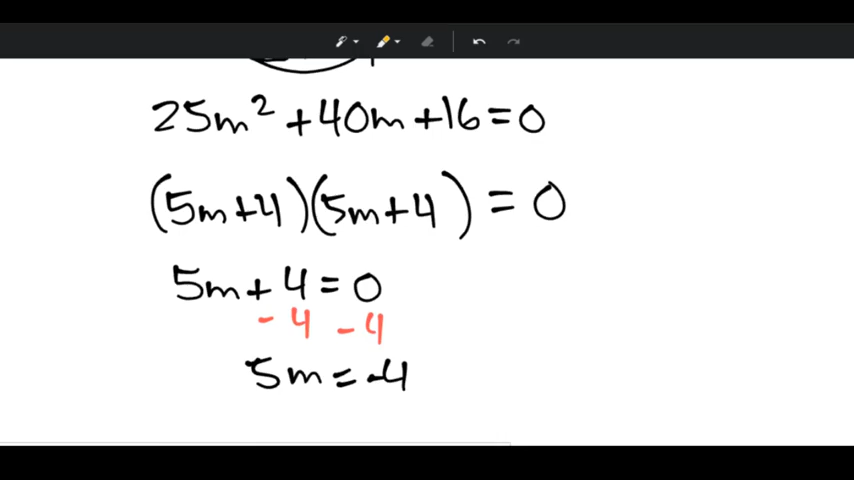 25m² +40m +16=0
(5m+4)(5m+4) = 0
5m+4=0
-4 -4
5m=-4